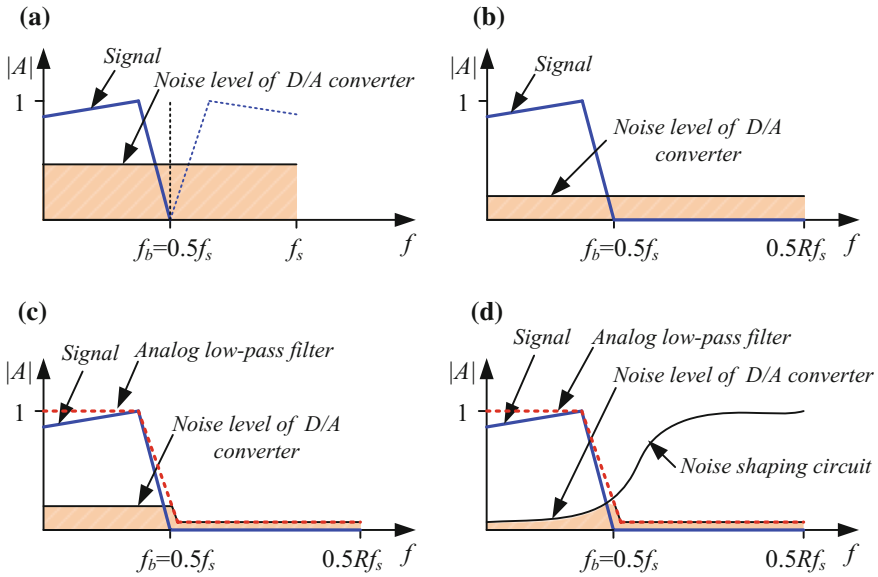 (a)
|A|
Signal
Noise level of D/A converter
1
f_b=0.5f_s
f_s
f
(b)
|A|
Signal
1
Noise level of D/A
converter
f_b=0.5f_s
0.5Rf_s
f
(c)
|A|
Signal
Analog low-pass filter
1
Noise level of D/A
converter
f_b=0.5f_s
0.5Rf_s
f
(d)
|A|
Signal
Analog low-pass filter
Noise level of D/A converter
1
Noise shaping circuit
f_b=0.5f_s
0.5Rf_s
f